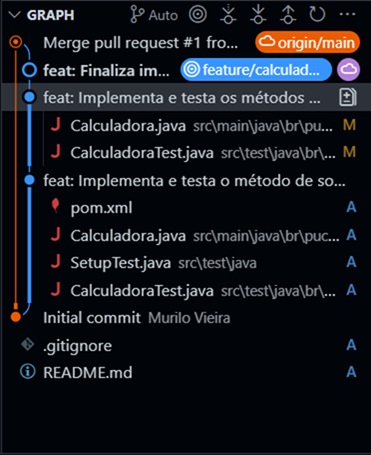 GRAPH Auto
Merge pull request #1 fro... origin/main
feat: Finaliza im... feature/calculad...
feat: Implementa e testa os métodos ...
Calculadora.java src\main\java\br\pu... M
CalculadoraTest.java src\test\java\br\... M
feat: Implementa e testa o método de so...
pom.xml A
Calculadora.java src\main\java\br\puc... A
SetupTest.java src\test\java A
CalculadoraTest.java src\test\java\br\... A
Initial commit Murilo Vieira
.gitignore A
README.md A